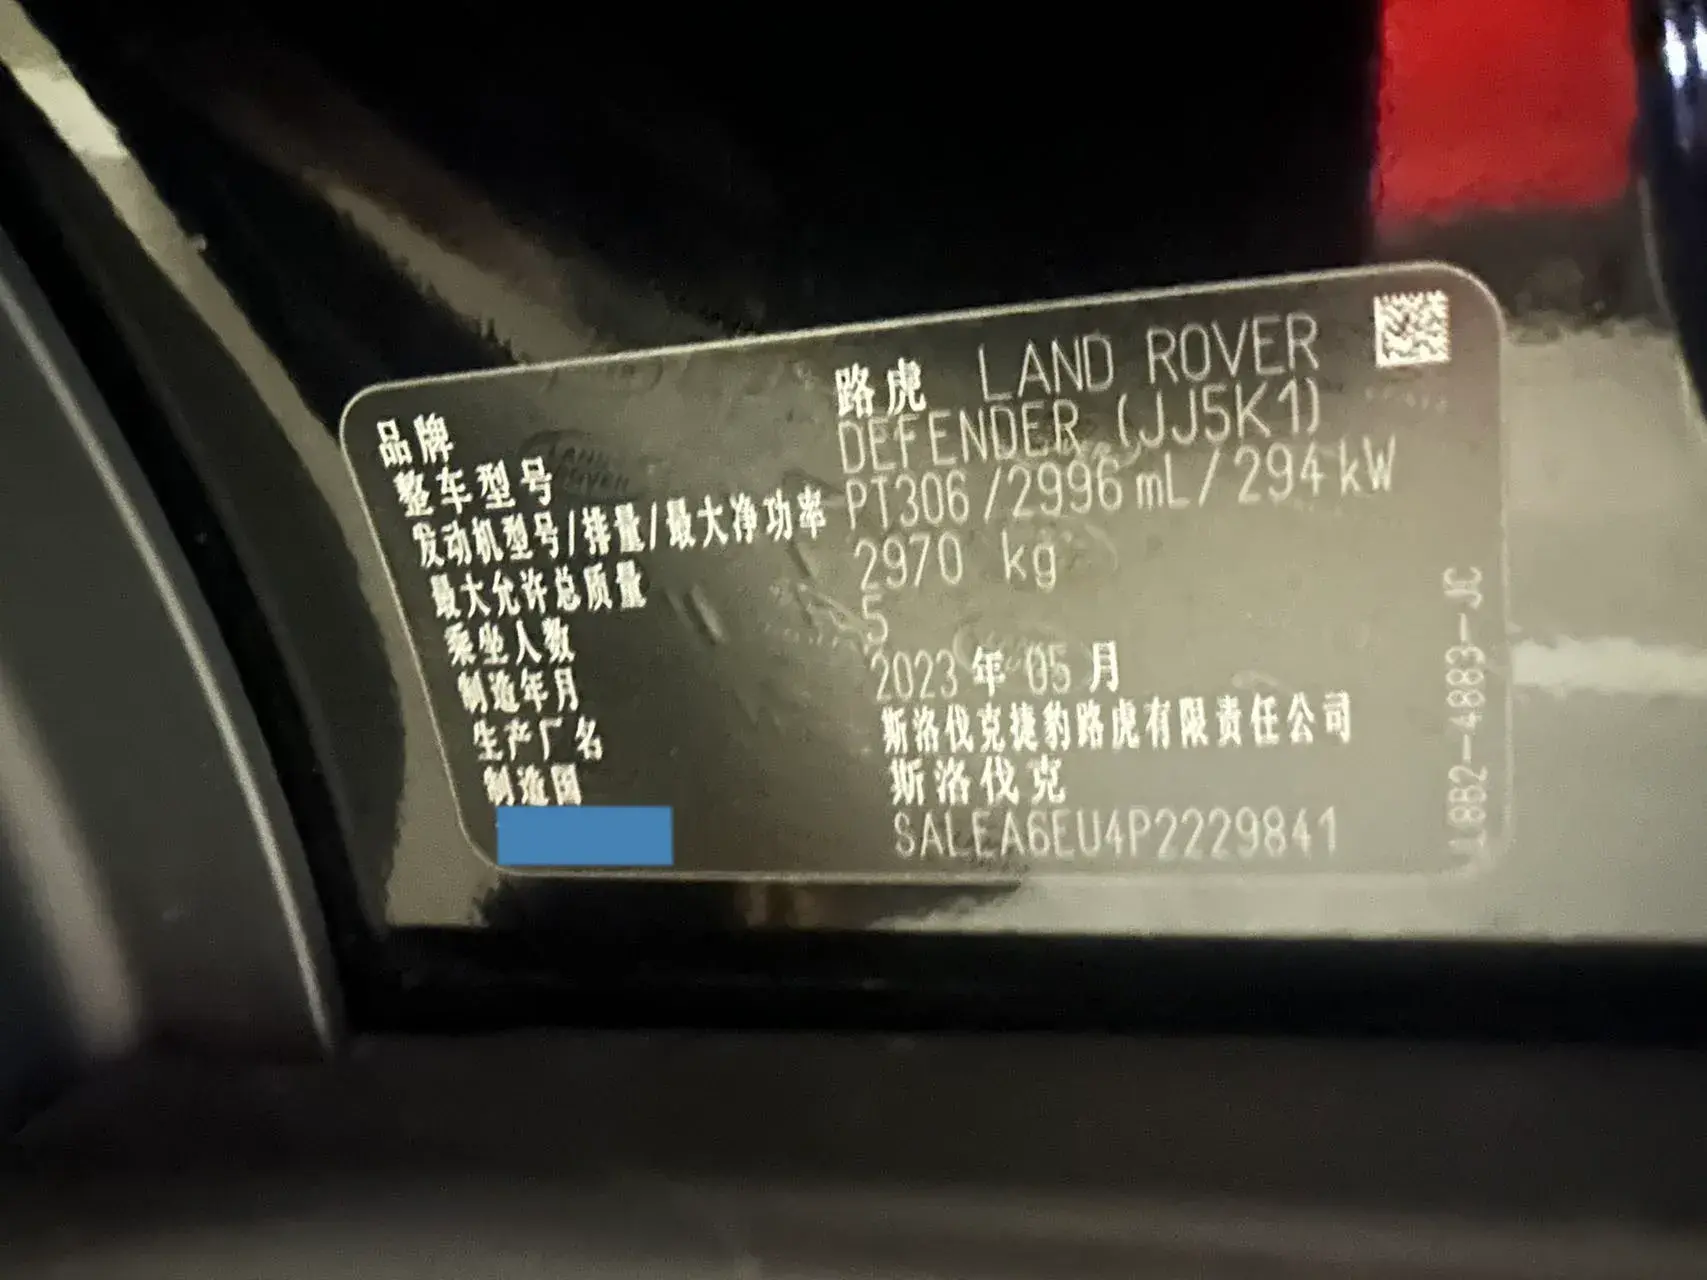 品牌 路虎 LAND ROVER
整车型号 DEFENDER (JJ5K1)
发动机型号/排量/最大净功率 PT306/2996mL/294kW
最大允许总质量 2970 kg
乘坐人数 5
制造年月 2023年05月
生产厂名 斯洛伐克捷豹路虎有限责任公司
制造国 斯洛伐克
SALEA6EU4P2229841